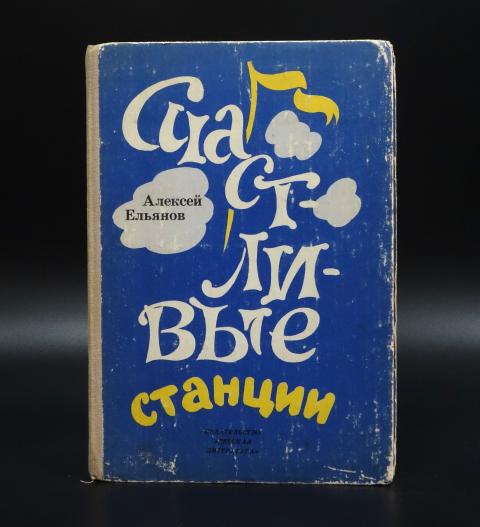 Сча
ст-
ли-
вые
станции
Алексей
Ельянов
ИЗДАТЕЛЬСТВО
«ДЕТСКАЯ
ЛИТЕРАТУРА»